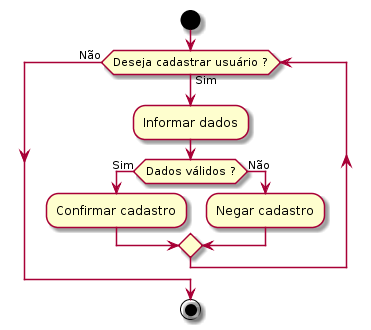 Não
Deseja cadastrar usuário ?
Sim
Informar dados
Sim
Dados válidos ?
Não
Confirmar cadastro
Negar cadastro